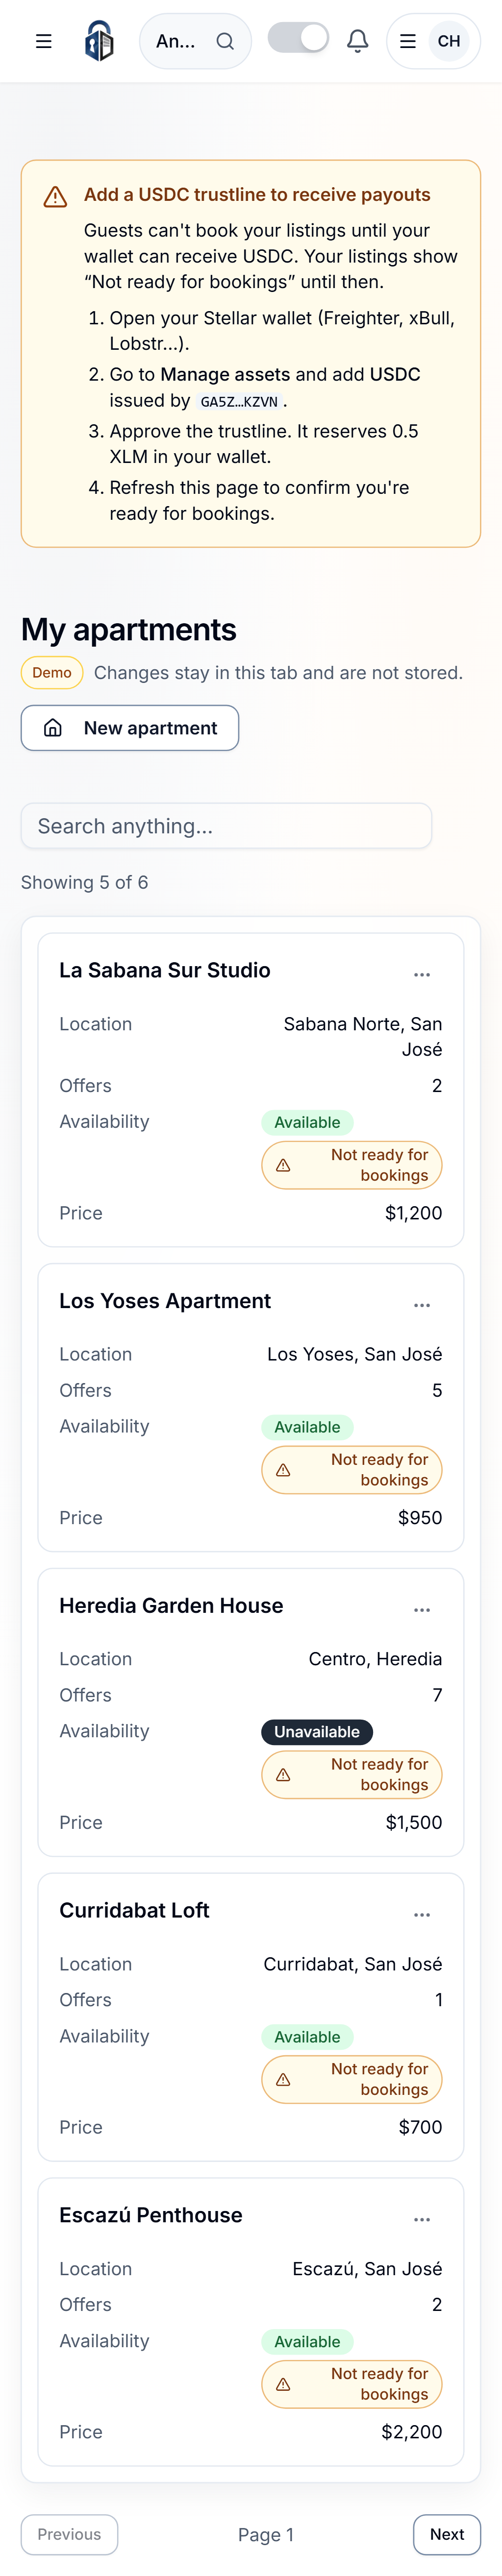 An...
CH
Add a USDC trustline to receive payouts
Guests can't book your listings until your
wallet can receive USDC. Your listings show
“Not ready for bookings” until then.
1. Open your Stellar wallet (Freighter, xBull,
Lobstr...).
2. Go to Manage assets and add USDC
issued by GA5Z…KZVN.
3. Approve the trustline. It reserves 0.5
XLM in your wallet.
4. Refresh this page to confirm you're
ready for bookings.
My apartments
Demo Changes stay in this tab and are not stored.
New apartment
Search anything...
Showing 5 of 6
La Sabana Sur Studio
Location Sabana Norte, San
José
Offers 2
Availability Available
Not ready for
bookings
Price $1,200
Los Yoses Apartment
Location Los Yoses, San José
Offers 5
Availability Available
Not ready for
bookings
Price $950
Heredia Garden House
Location Centro, Heredia
Offers 7
Availability Unavailable
Not ready for
bookings
Price $1,500
Curridabat Loft
Location Curridabat, San José
Offers 1
Availability Available
Not ready for
bookings
Price $700
Escazú Penthouse
Location Escazú, San José
Offers 2
Availability Available
Not ready for
bookings
Price $2,200
Previous Page 1 Next